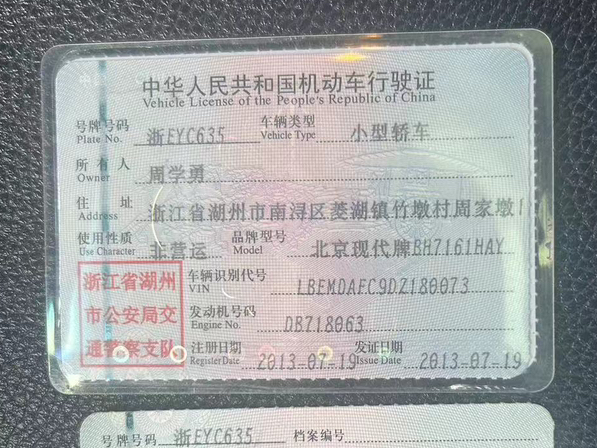 中华人民共和国机动车行驶证
Vehicle License of the People's Republic of China
号牌号码 浙EYC635 车辆类型 小型轿车
Plate No. Vehicle Type
所有人 周学勇
Owner
住址 浙江省湖州市南浔区菱湖镇竹墩村周家墩
Address
使用性质 非营运 品牌型号 北京现代牌BH7161HAY
Use Character Model
浙江省湖州
市公安局交
通警察支队
车辆识别代号 LBEMDAFC9DZ180073
VIN
发动机号码 DB718063
Engine No.
注册日期 2013-07-19 发证日期 2013-07-19
Register Date Issue Date
号牌号码 浙EYC635 档案编号